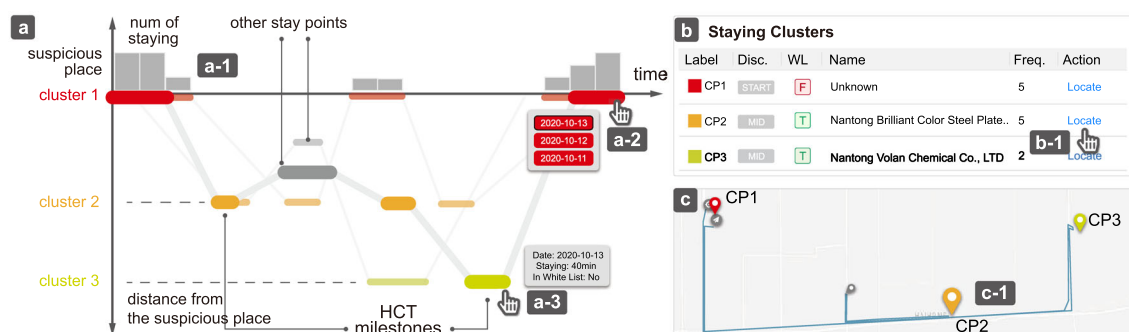 a
num of
staying
other stay points
suspicious
place
a-1
time
cluster 1
2020-10-13
2020-10-12
2020-10-11
a-2
cluster 2
cluster 3
Date: 2020-10-13
Staying: 40min
In White List: No
a-3
distance from
the suspicious place
HCT
milestones
b Staying Clusters
Label Disc. WL Name Freq. Action
CP1 START F Unknown 5 Locate
CP2 MID T Nantong Brilliant Color Steel Plate.. 5 Locate
b-1
CP3 MID T Nantong Volan Chemical Co., LTD 2 Locate
c
CP1
CP3
c-1
CP2